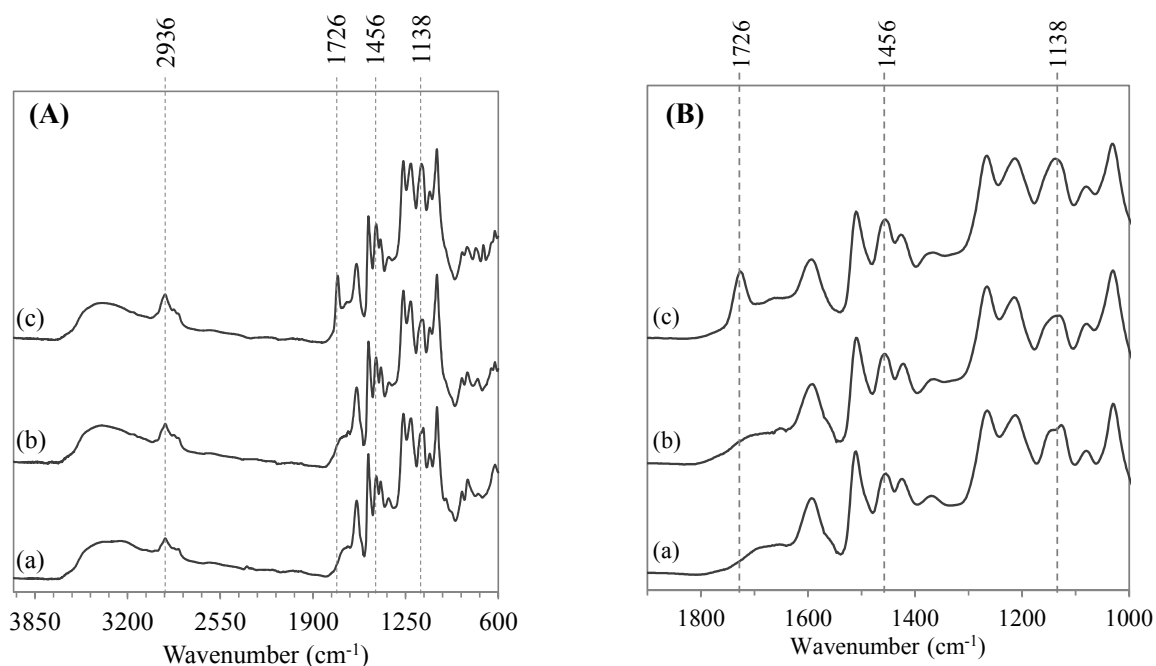 2936
1726
1456
1138
(A)
(c)
(b)
(a)
3850 3200 2550 1900 1250 600
Wavenumber (cm-1)
1726
1456
1138
(B)
(c)
(b)
(a)
1800 1600 1400 1200 1000
Wavenumber (cm-1)